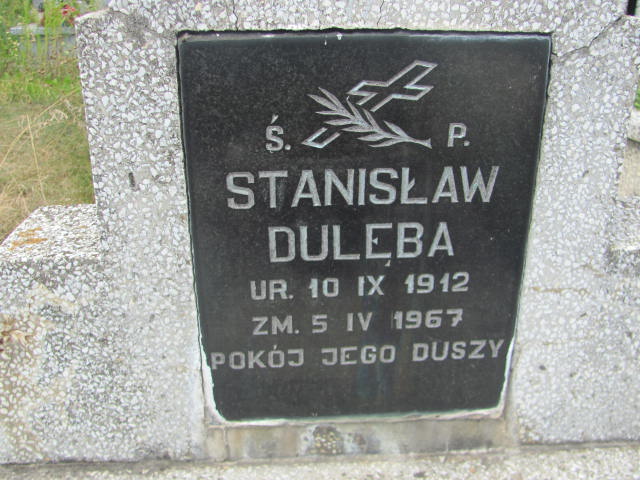 Ś. P.
STANISŁAW
DULĘBA
UR. 10 IX 1912
ZM. 5 IV 1967
POKÓJ JEGO DUSZY